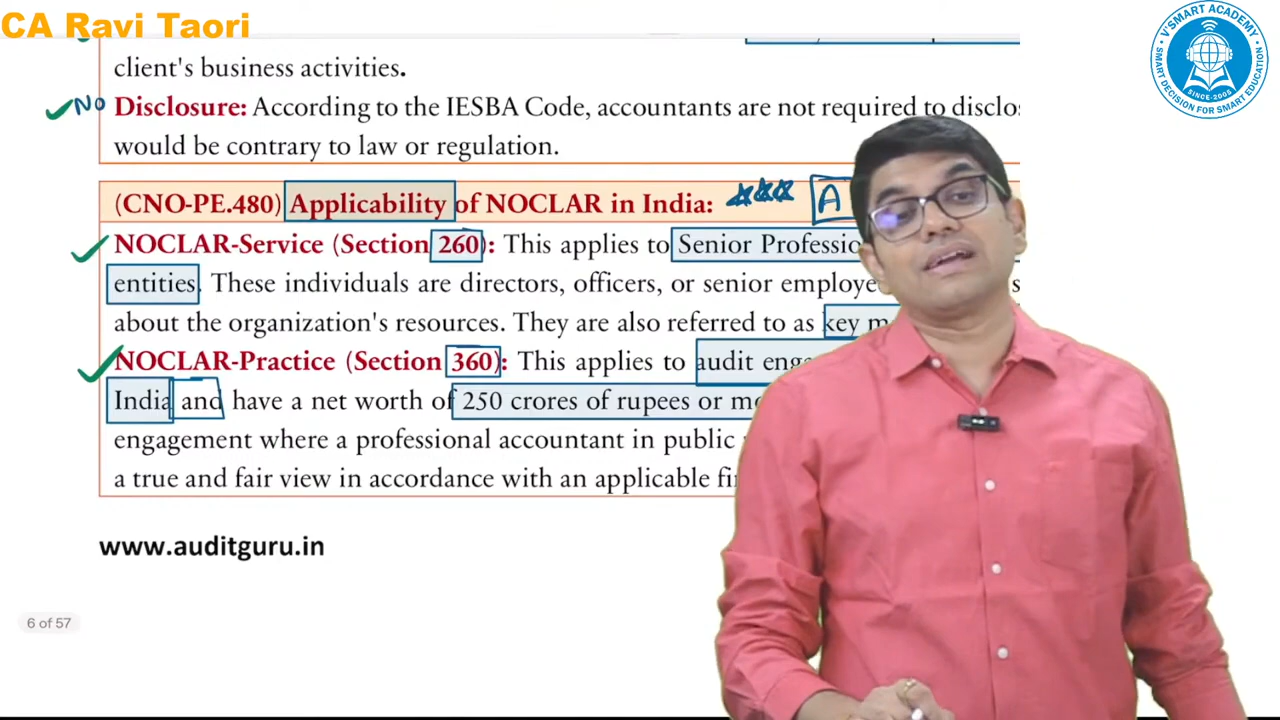 CA Ravi Taori
V'SMART ACADEMY
SINCE-2005
SMART DECISION FOR SMART EDUCATION
client's business activities.
NO Disclosure: According to the IESBA Code, accountants are not required to
would be contrary to law or regulation.
(CNO-PE.480) Applicability of NOCLAR in India: A
NOCLAR-Service (Section 260): This applies to Senior
entities. These individuals are directors, officers, or senior
about the organization's resources. They are also referred to as key
NOCLAR-Practice (Section 360): This applies to audit
India and have a net worth of 250 crores of rupees or
engagement where a professional accountant in public
a true and fair view in accordance with an applicable
www.auditguru.in
6 of 57